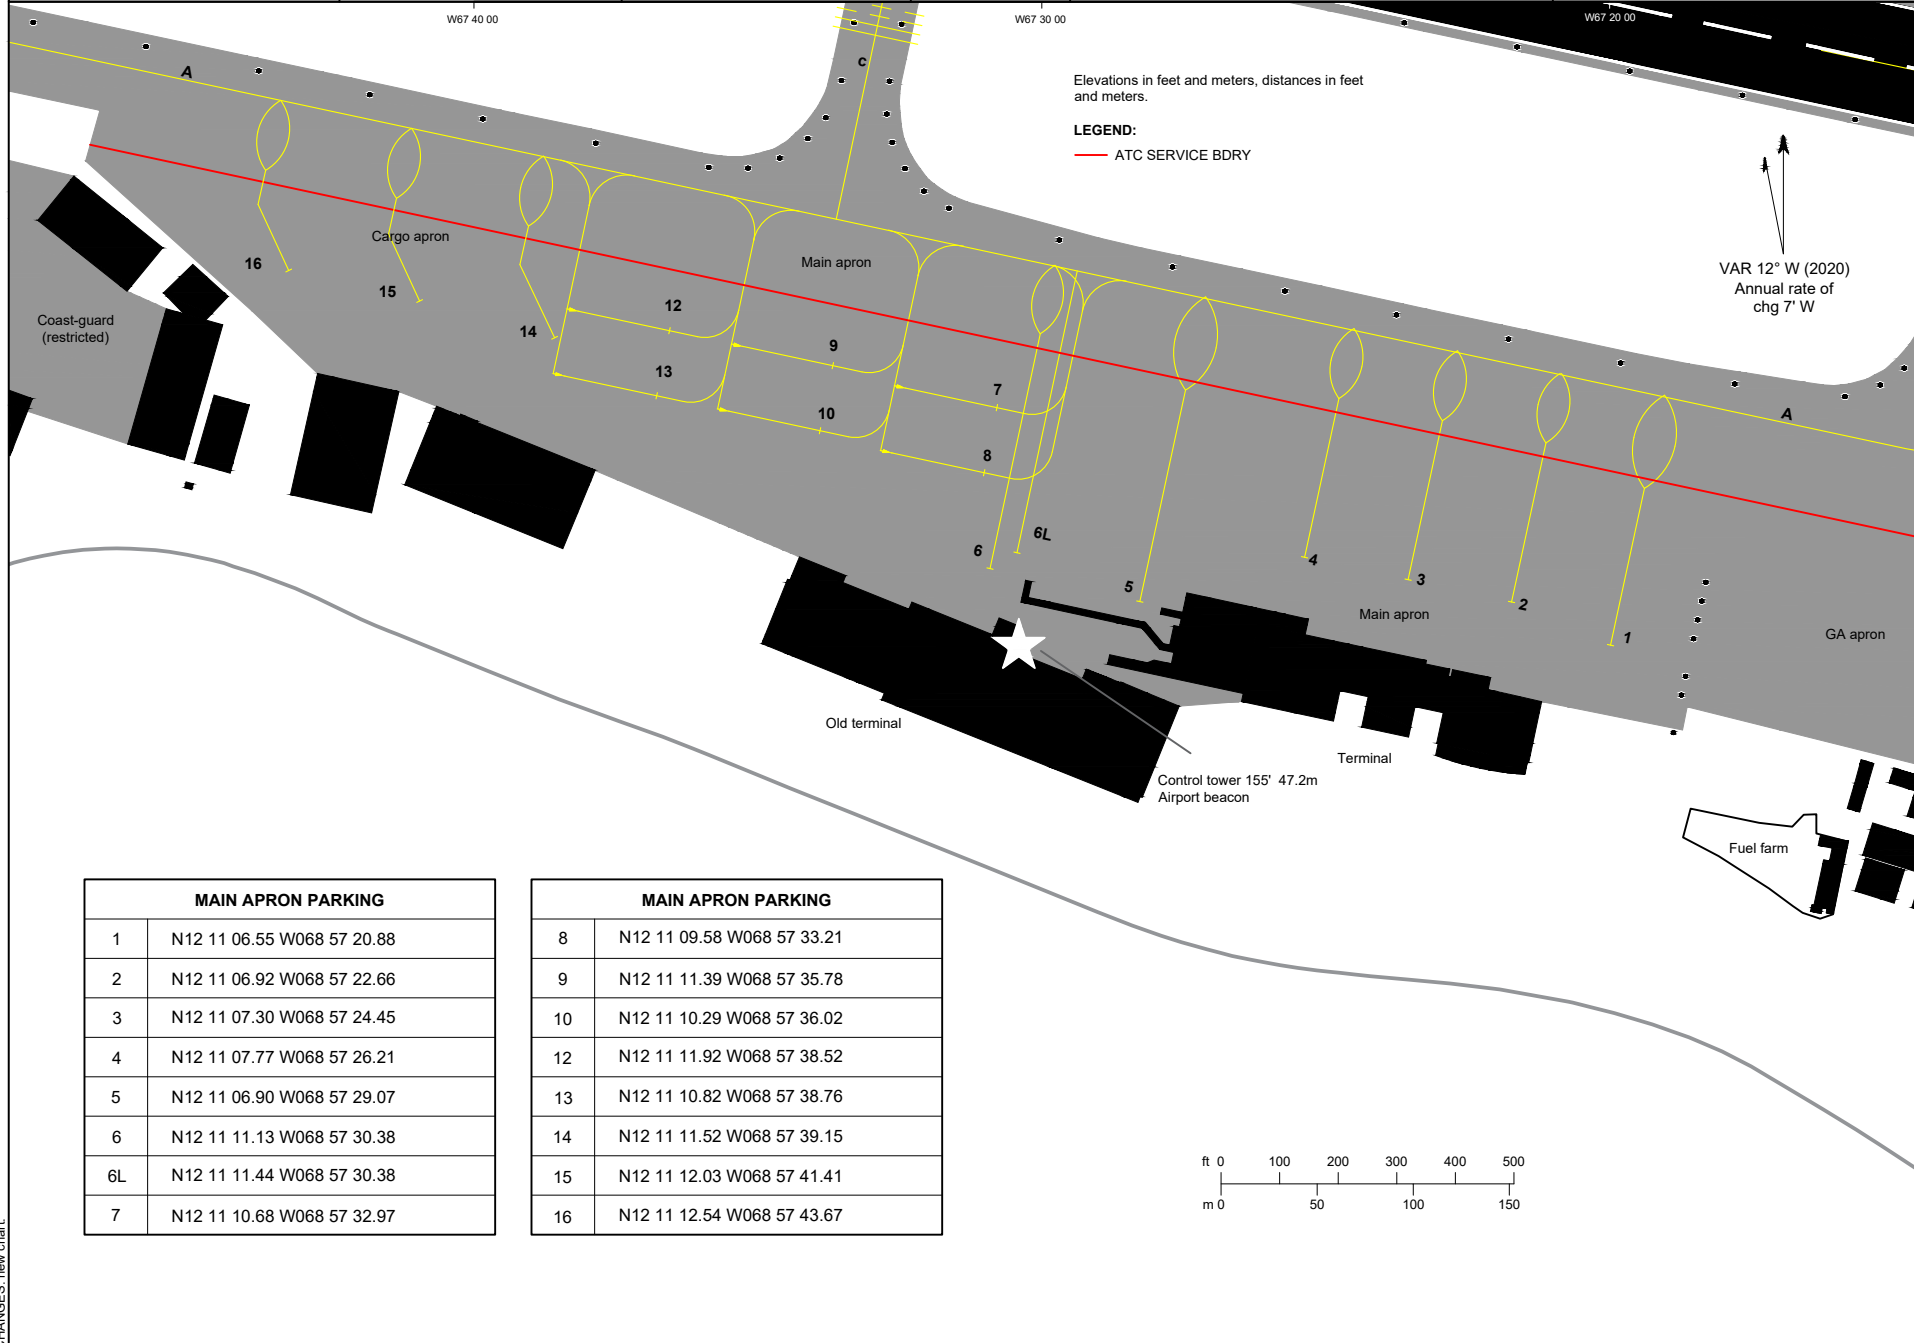 W67 40 00
W67 30 00
W67 20 00
A
c
Elevations in feet and meters, distances in feet
and meters.
LEGEND:
ATC SERVICE BDRY
VAR 12° W (2020)
Annual rate of
chg 7' W
Cargo apron
Main apron
16
15
14
12
13
9
10
7
8
6
6L
5
4
3
2
1
A
Coast-guard
(restricted)
Main apron
GA apron
Old terminal
Terminal
Control tower 155' 47.2m
Airport beacon
Fuel farm
MAIN APRON PARKING
1 N12 11 06.55 W068 57 20.88
2 N12 11 06.92 W068 57 22.66
3 N12 11 07.30 W068 57 24.45
4 N12 11 07.77 W068 57 26.21
5 N12 11 06.90 W068 57 29.07
6 N12 11 11.13 W068 57 30.38
6L N12 11 11.44 W068 57 30.38
7 N12 11 10.68 W068 57 32.97
MAIN APRON PARKING
8 N12 11 09.58 W068 57 33.21
9 N12 11 11.39 W068 57 35.78
10 N12 11 10.29 W068 57 36.02
12 N12 11 11.92 W068 57 38.52
13 N12 11 10.82 W068 57 38.76
14 N12 11 11.52 W068 57 39.15
15 N12 11 12.03 W068 57 41.41
16 N12 11 12.54 W068 57 43.67
ft 0 100 200 300 400 500
m 0 50 100 150
CHANGES: new chart.